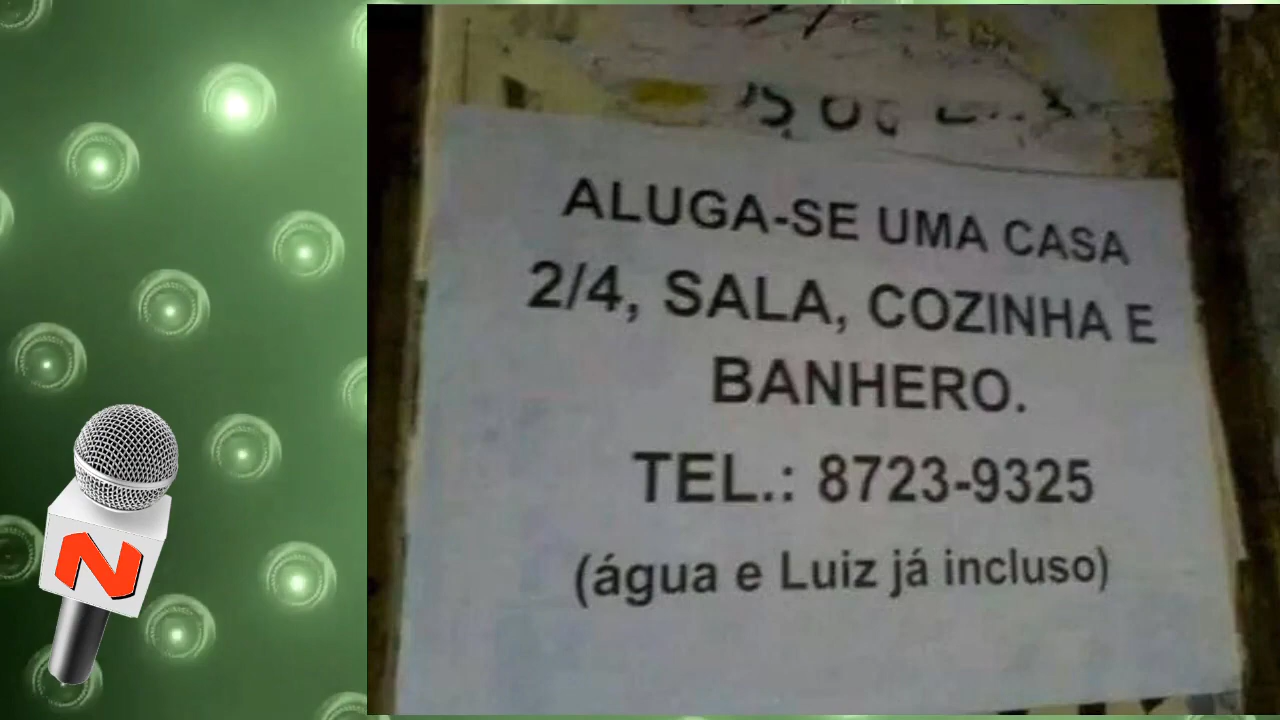 ALUGA-SE UMA CASA
2/4, SALA, COZINHA E
BANHERO.
TEL.: 8723-9325
(água e Luiz já incluso)
N